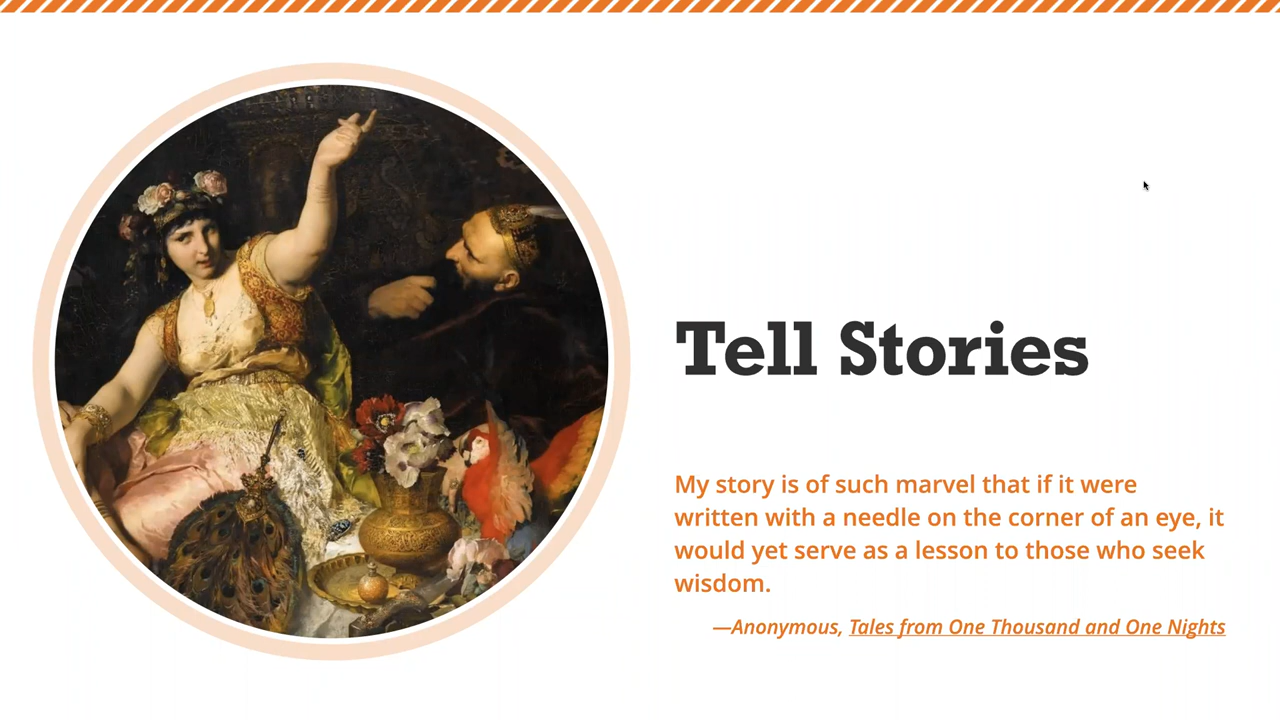 Tell Stories
My story is of such marvel that if it were
written with a needle on the corner of an eye, it
would yet serve as a lesson to those who seek
wisdom.
—Anonymous, Tales from One Thousand and One Nights